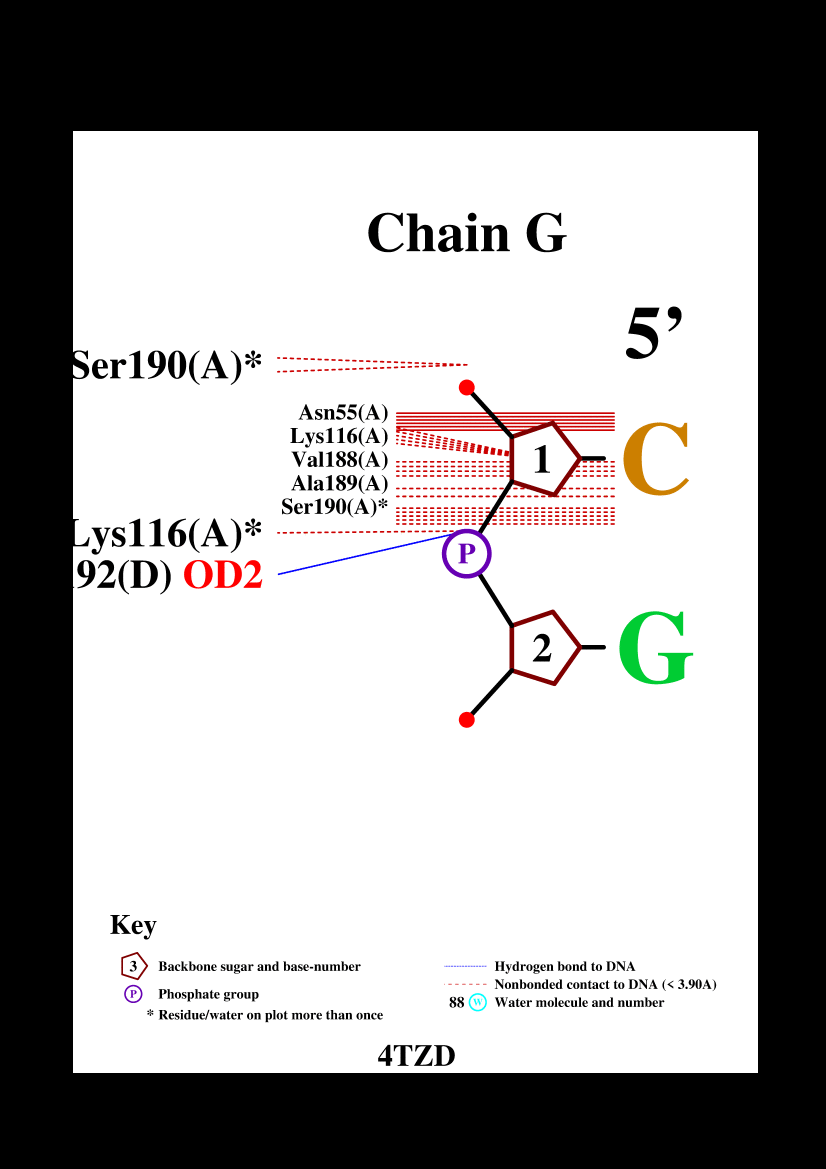 Chain G
5’
Ser190(A)*
Asn55(A)
Lys116(A)
Val188(A)
Ala189(A)
Ser190(A)*
1
C
Lys116(A)*
P
92(D) OD2
2
G
Key
3 Backbone sugar and base-number
P Phosphate group
* Residue/water on plot more than once
Hydrogen bond to DNA
Nonbonded contact to DNA (< 3.90A)
88 W Water molecule and number
4TZD